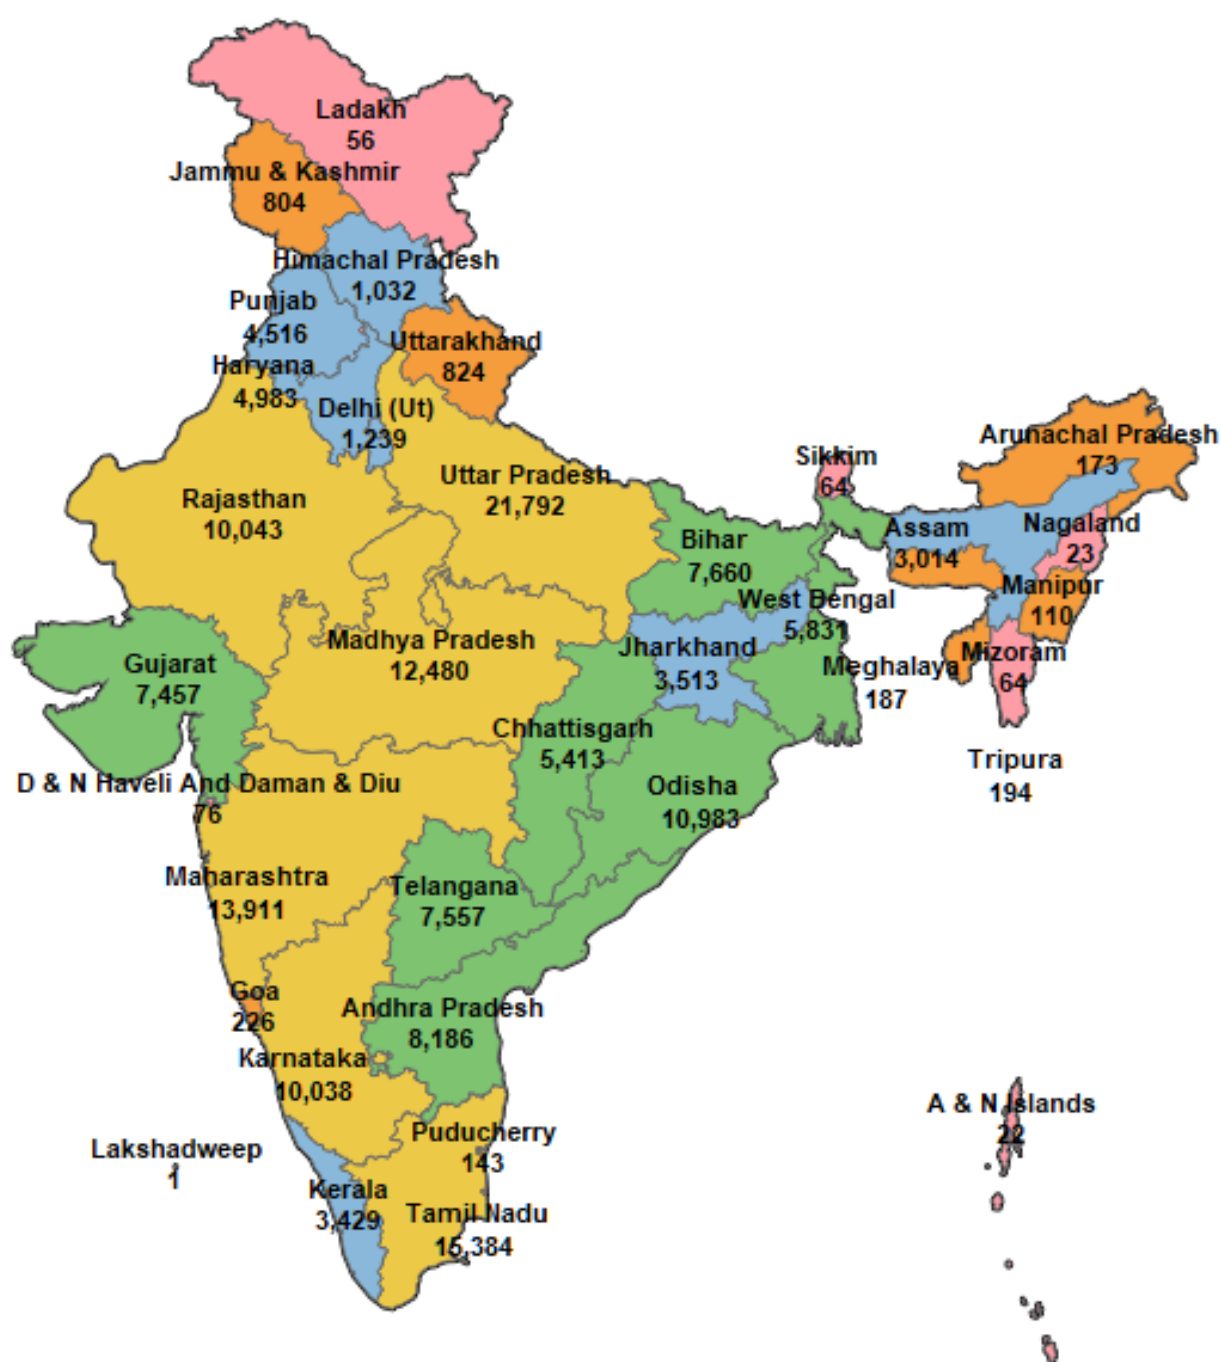 Ladakh
56
Jammu & Kashmir
804
Himachal Pradesh
1,032
Punjab
4,516
Uttarakhand
824
Haryana
4,983
Delhi (Ut)
1,239
Arunachal Pradesh
173
Sikkim
64
Uttar Pradesh
21,792
Rajasthan
10,043
Assam
3,014
Nagaland
23
Bihar
7,660
Manipur
110
West Bengal
5,831
Madhya Pradesh
12,480
Jharkhand
3,513
Mizoram
64
Gujarat
7,457
Meghalaya
187
Chhattisgarh
5,413
Tripura
194
D & N Haveli And Daman & Diu
76
Odisha
10,983
Maharashtra
13,911
Telangana
7,557
Goa
226
Andhra Pradesh
8,186
Karnataka
10,038
A & N Islands
22
Puducherry
143
Lakshadweep
1
Kerala
3,429
Tamil Nadu
15,384